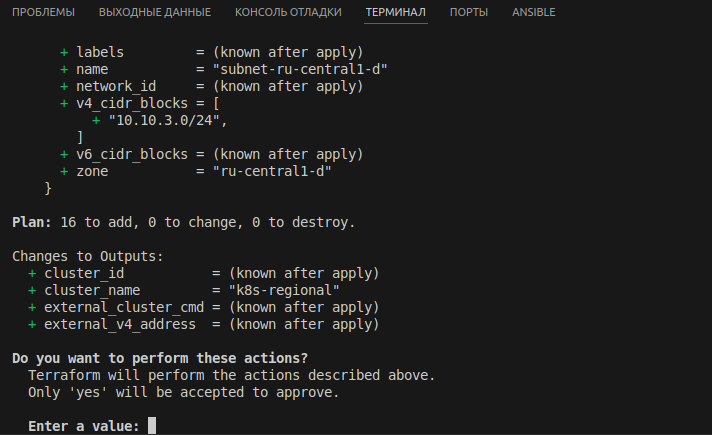 ПРОБЛЕМЫ ВЫХОДНЫЕ ДАННЫЕ КОНСОЛЬ ОТЛАДКИ ТЕРМИНАЛ ПОРТЫ ANSIBLE
+ labels = (known after apply)
+ name = "subnet-ru-central1-d"
+ network_id = (known after apply)
+ v4_cidr_blocks = [
+ "10.10.3.0/24",
]
+ v6_cidr_blocks = (known after apply)
+ zone = "ru-central1-d"
}
Plan: 16 to add, 0 to change, 0 to destroy.
Changes to Outputs:
+ cluster_id = (known after apply)
+ cluster_name = "k8s-regional"
+ external_cluster_cmd = (known after apply)
+ external_v4_address = (known after apply)
Do you want to perform these actions?
Terraform will perform the actions described above.
Only 'yes' will be accepted to approve.
Enter a value: